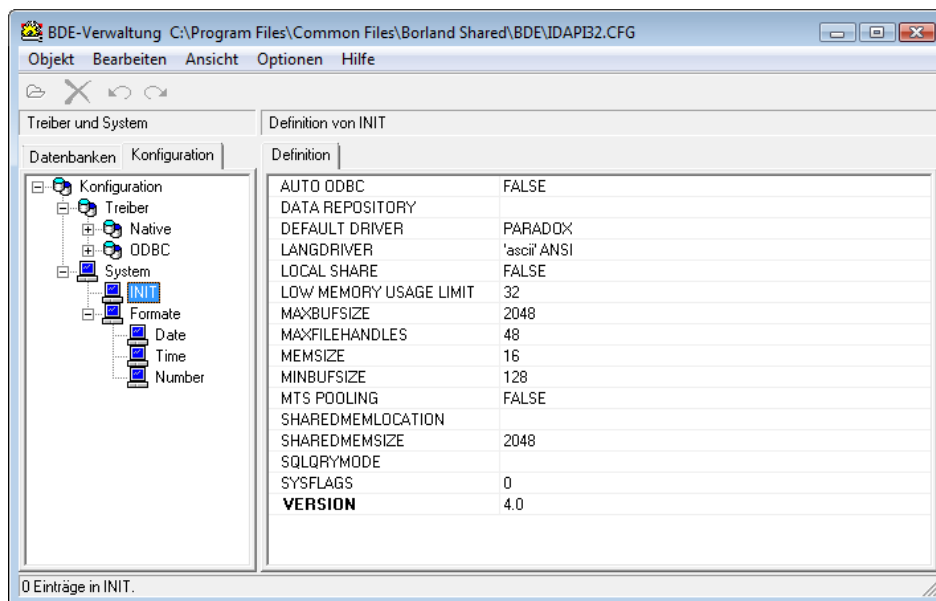 BDE-Verwaltung C:\Program Files\Common Files\Borland Shared\BDE\IDAPI32.CFG
Objekt Bearbeiten Ansicht Optionen Hilfe
Treiber und System
Definition von INIT
Datenbanken Konfiguration
Definition
Konfiguration
Treiber
Native
ODBC
System
INIT
Formate
Date
Time
Number
AUTO ODBC FALSE
DATA REPOSITORY
DEFAULT DRIVER PARADOX
LANGDRIVER 'ascii' ANSI
LOCAL SHARE FALSE
LOW MEMORY USAGE LIMIT 32
MAXBUFSIZE 2048
MAXFILEHANDLES 48
MEMSIZE 16
MINBUFSIZE 128
MTS POOLING FALSE
SHAREDMEMLOCATION
SHAREDMEMSIZE 2048
SQLQRYMODE
SYSFLAGS 0
VERSION 4.0
0 Einträge in INIT.